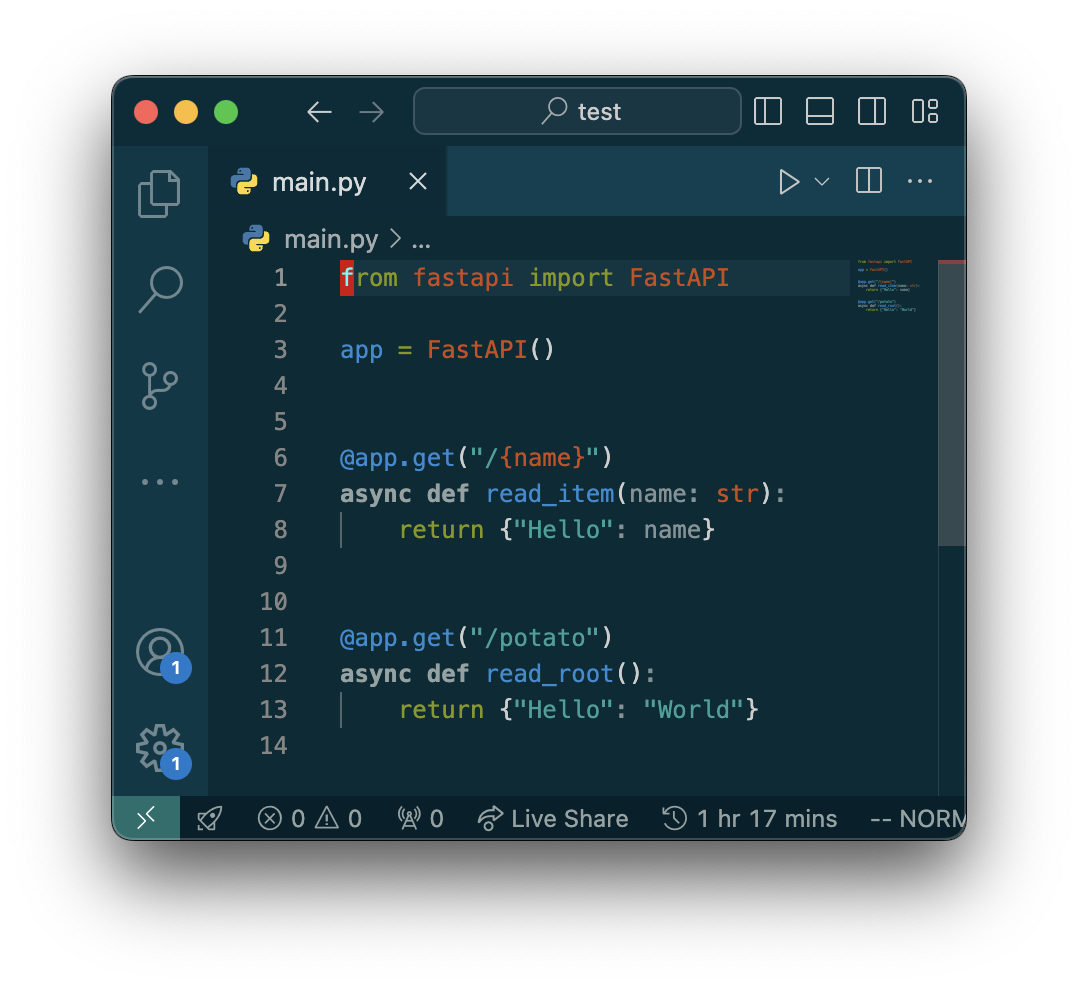 test
main.py
main.py > ...
1 from fastapi import FastAPI
2
3 app = FastAPI()
4
5
6 @app.get("/{name}")
7 async def read_item(name: str):
8     return {"Hello": name}
9
10
11 @app.get("/potato")
12 async def read_root():
13     return {"Hello": "World"}
14
1
1
0 0 0 Live Share 1 hr 17 mins -- NORM